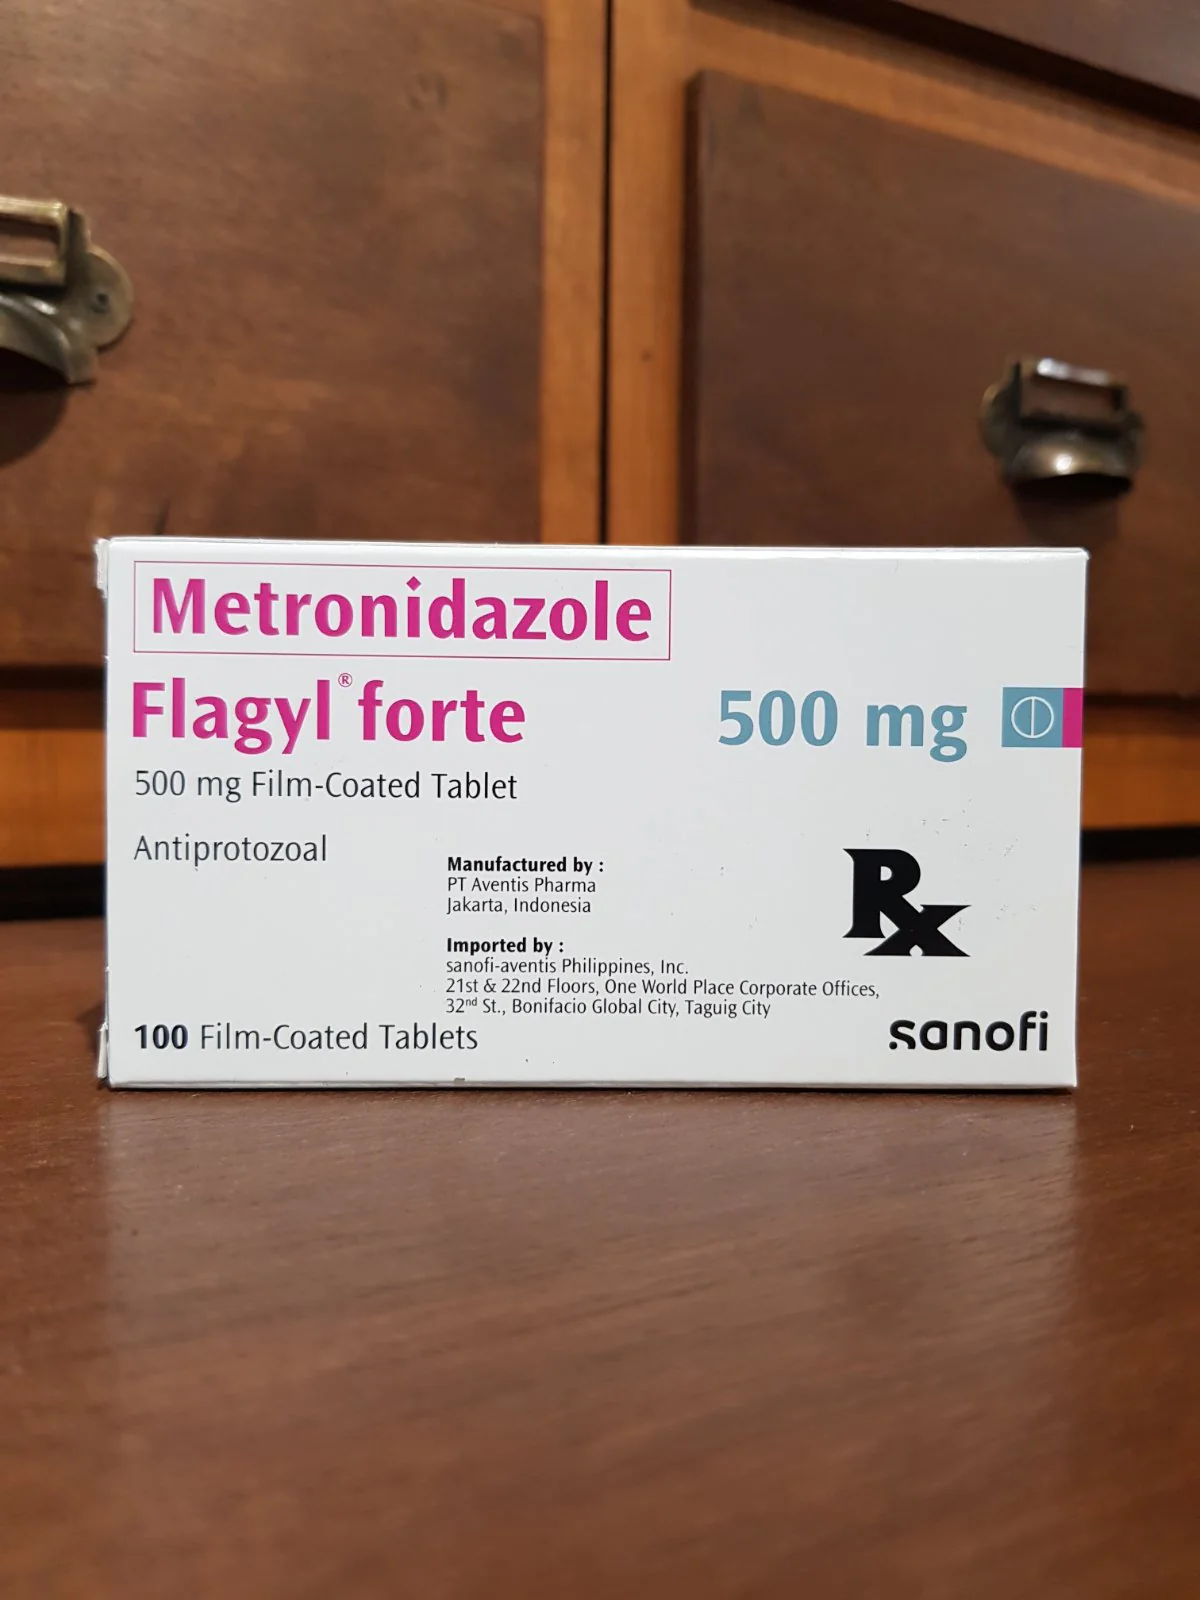 Metronidazole
Flagyl® forte
500 mg
500 mg Film-Coated Tablet
Antiprotozoal
Manufactured by :
PT Aventis Pharma
Jakarta, Indonesia
Rx
Imported by :
sanofi-aventis Philippines, Inc.
21st & 22nd Floors, One World Place Corporate Offices,
32nd St., Bonifacio Global City, Taguig City
100 Film-Coated Tablets
sanofi